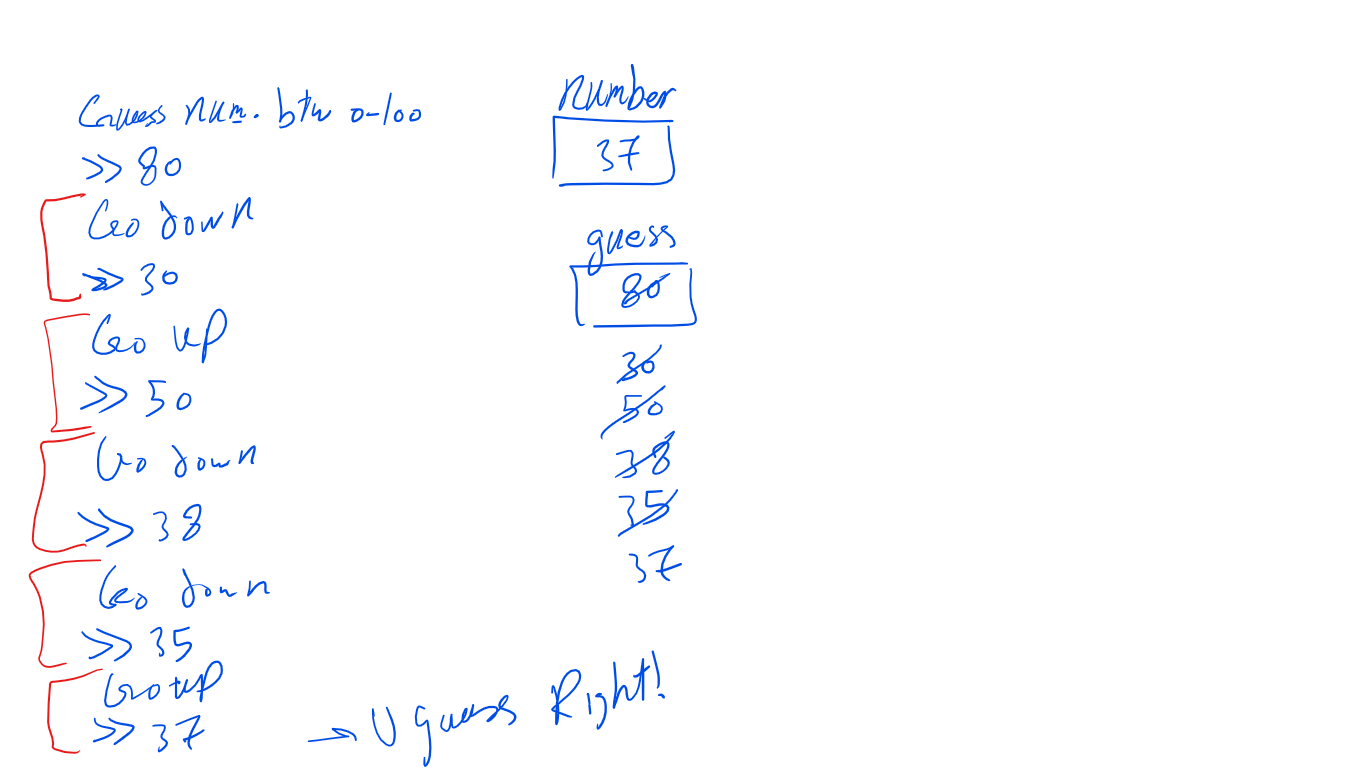 Guess num. btw 0-100
>> 80
Go down
>> 30
Go up
>> 50
Go down
>> 38
Go down
>> 35
Go up
>> 37
→ U guess Right!
number
37
guess
80
30
50
38
35
37